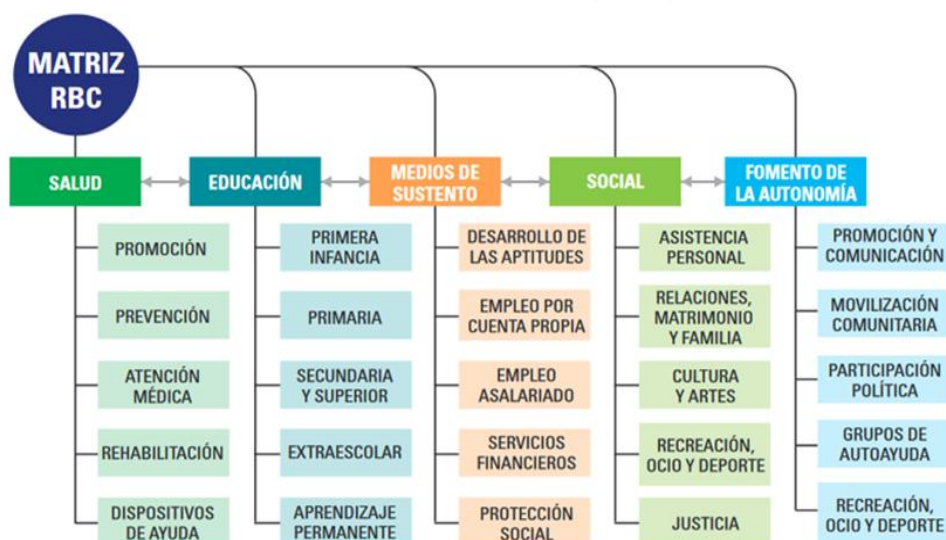 MATRIZ
RBC
SALUD
EDUCACIÓN
MEDIOS DE
SUSTENTO
SOCIAL
FOMENTO DE
LA AUTONOMÍA
PROMOCIÓN
PREVENCIÓN
ATENCIÓN
MÉDICA
REHABILITACIÓN
DISPOSITIVOS
DE AYUDA
PRIMERA
INFANCIA
PRIMARIA
SECUNDARIA
Y SUPERIOR
EXTRAESCOLAR
APRENDIZAJE
PERMANENTE
DESARROLLO DE
LAS APTITUDES
EMPLEO POR
CUENTA PROPIA
EMPLEO
ASALARIADO
SERVICIOS
FINANCIEROS
PROTECCIÓN
SOCIAL
ASISTENCIA
PERSONAL
RELACIONES,
MATRIMONIO
Y FAMILIA
CULTURA
Y ARTES
RECREACIÓN,
OCIO Y DEPORTE
JUSTICIA
PROMOCIÓN Y
COMUNICACIÓN
MOVILIZACIÓN
COMUNITARIA
PARTICIPACIÓN
POLÍTICA
GRUPOS DE
AUTOAYUDA
RECREACIÓN,
OCIO Y DEPORTE